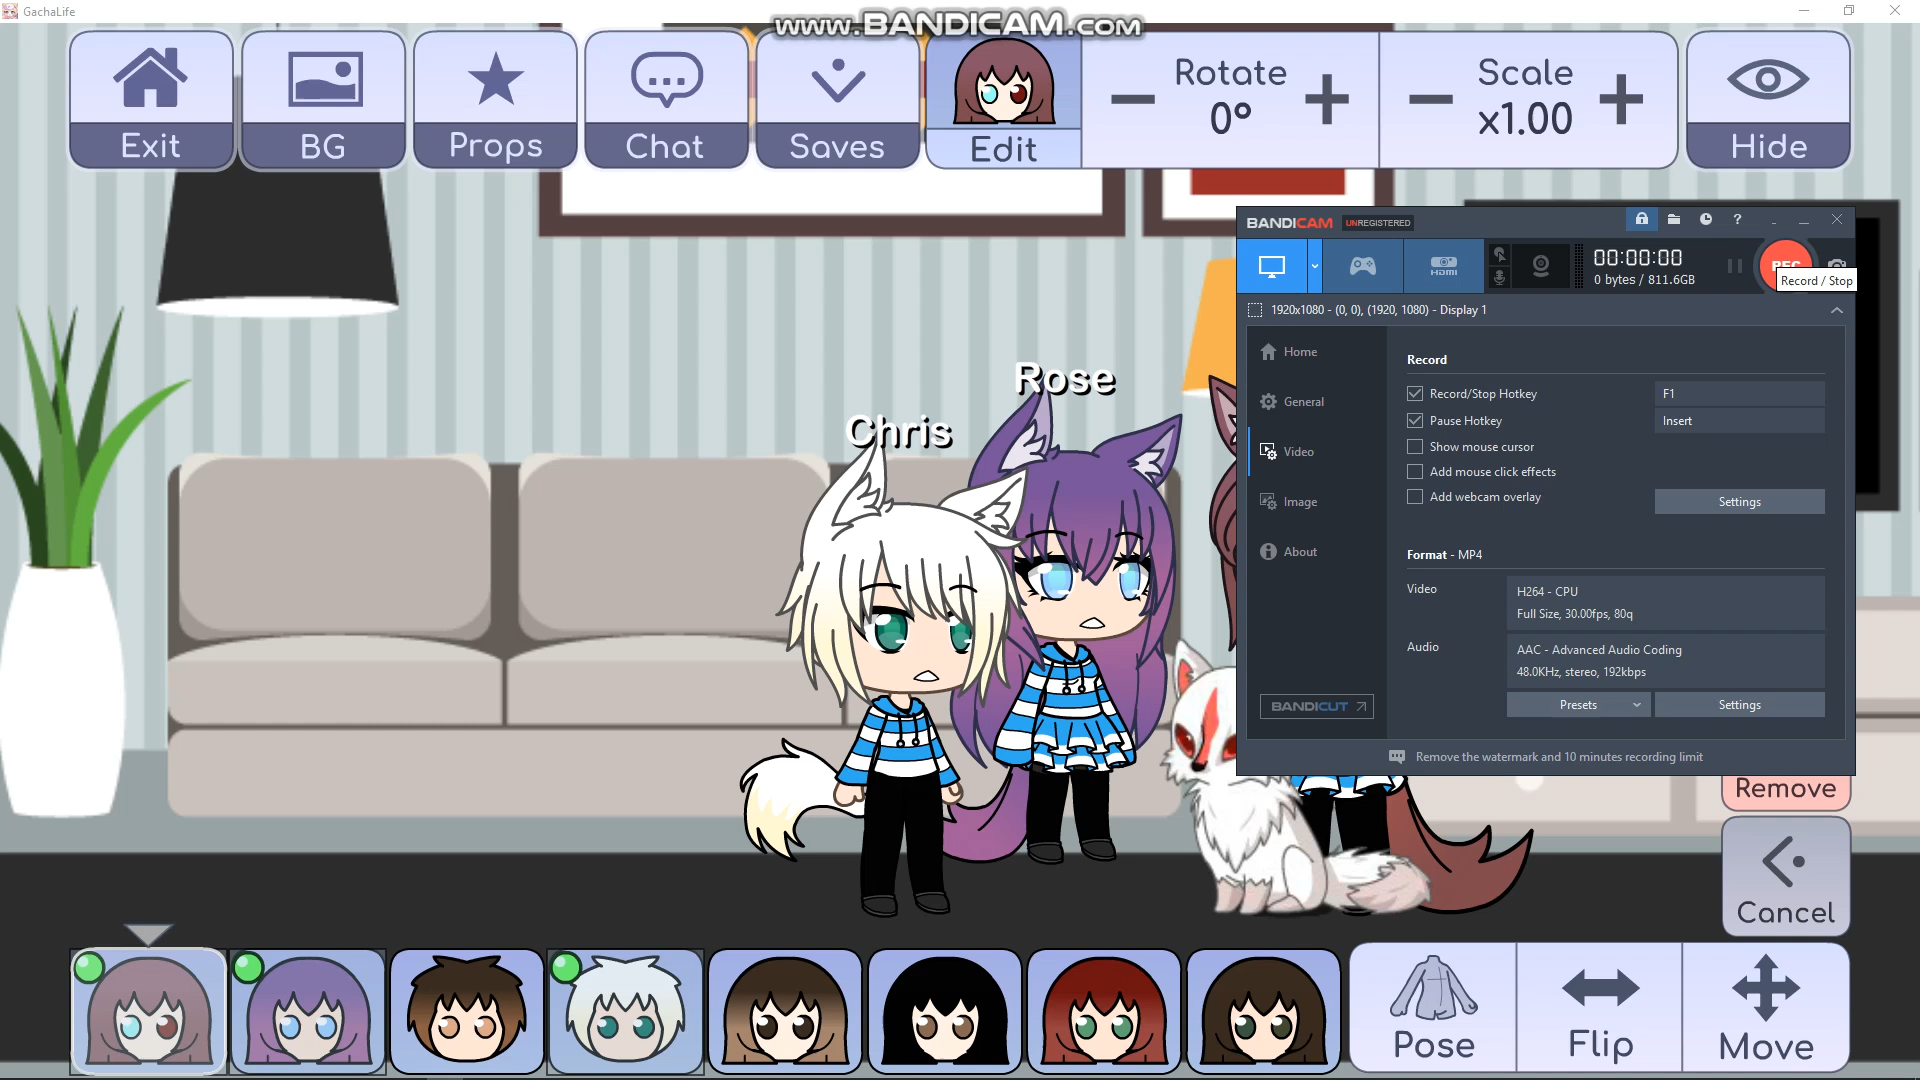 GachaLife
www.BANDICAM.com
Exit
BG
Props
Chat
Saves
Edit
Rotate
0°
Scale
x1.00
Hide
BANDICAM
UNREGISTERED
?
HDMI
00:00:00
0 bytes / 811.6GB
REC
Record / Stop
1920x1080 - (0, 0), (1920, 1080) - Display 1
Home
General
Video
Image
About
BANDICUT
Record
Record/Stop Hotkey
F1
Pause Hotkey
Insert
Show mouse cursor
Add mouse click effects
Add webcam overlay
Settings
Format - MP4
Video
H264 - CPU
Full Size, 30.00fps, 80q
Audio
AAC - Advanced Audio Coding
48.0KHz, stereo, 192kbps
Presets
Settings
Remove the watermark and 10 minutes recording limit
Rose
Chris
Remove
Cancel
Pose
Flip
Move